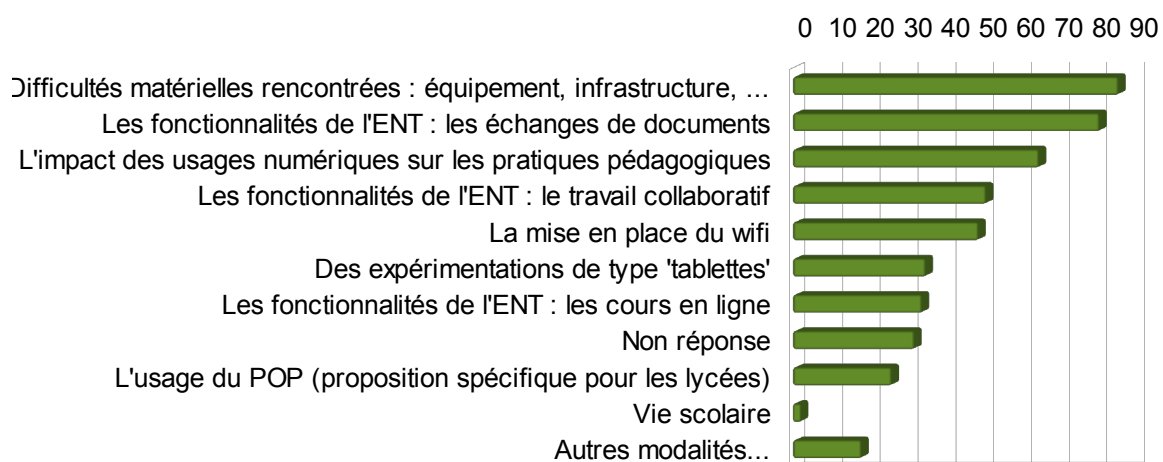 0 10 20 30 40 50 60 70 80 90
Difficultés matérielles rencontrées : équipement, infrastructure, …
Les fonctionnalités de l'ENT : les échanges de documents
L'impact des usages numériques sur les pratiques pédagogiques
Les fonctionnalités de l'ENT : le travail collaboratif
La mise en place du wifi
Des expérimentations de type 'tablettes'
Les fonctionnalités de l'ENT : les cours en ligne
Non réponse
L'usage du POP (proposition spécifique pour les lycées)
Vie scolaire
Autres modalités...